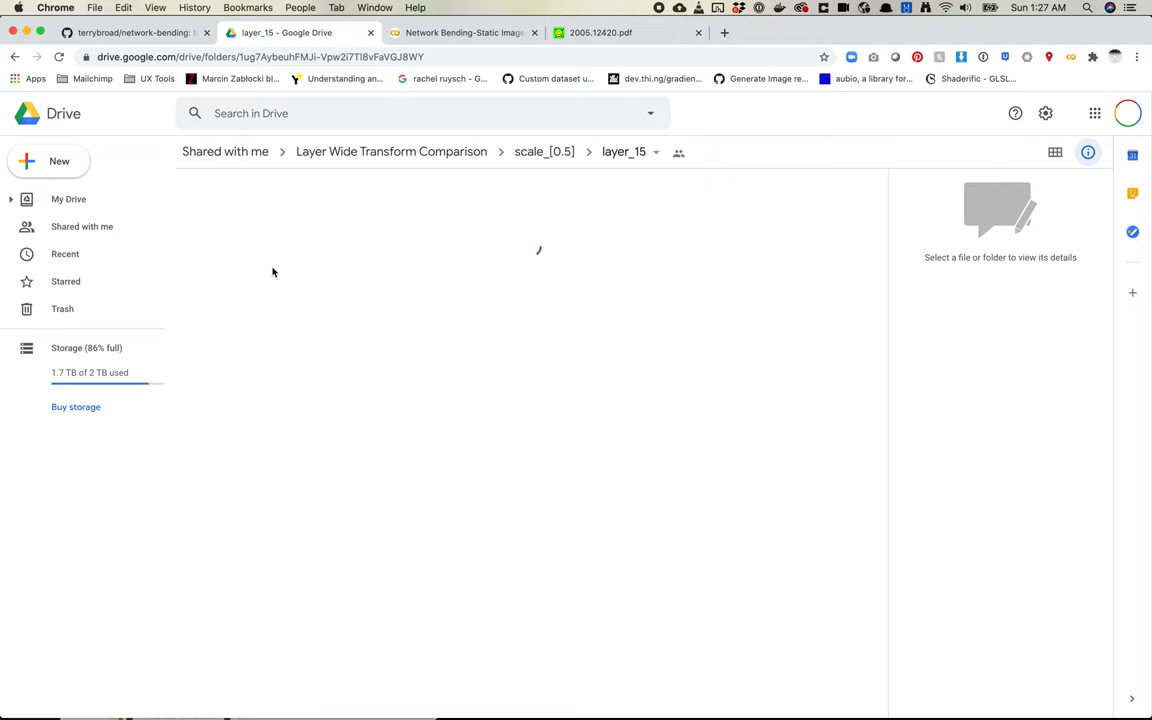 Chrome File Edit View History Bookmarks People Tab Window Help Sun 1:27 AM
terrybroad/network-bending: layer_15 - Google Drive Network Bending-Static Image 2005.12420.pdf
drive.google.com/drive/folders/1ug7AybeuhFMJi-Vpw2i7Tl8vFaVGJ8WY
Apps Mailchimp UX Tools Marcin Zabłocki bl... Understanding an... rachel ruysch - G... Custom dataset u... dev.thi.ng/gradien... Generate Image re... aubio, a library for... Shaderific - GLSL...
Drive Search in Drive
Shared with me Layer Wide Transform Comparison scale_[0.5] layer_15
New
My Drive
Shared with me
Recent
Starred
Trash
Storage (86% full)
1.7 TB of 2 TB used
Buy storage
Select a file or folder to view its details